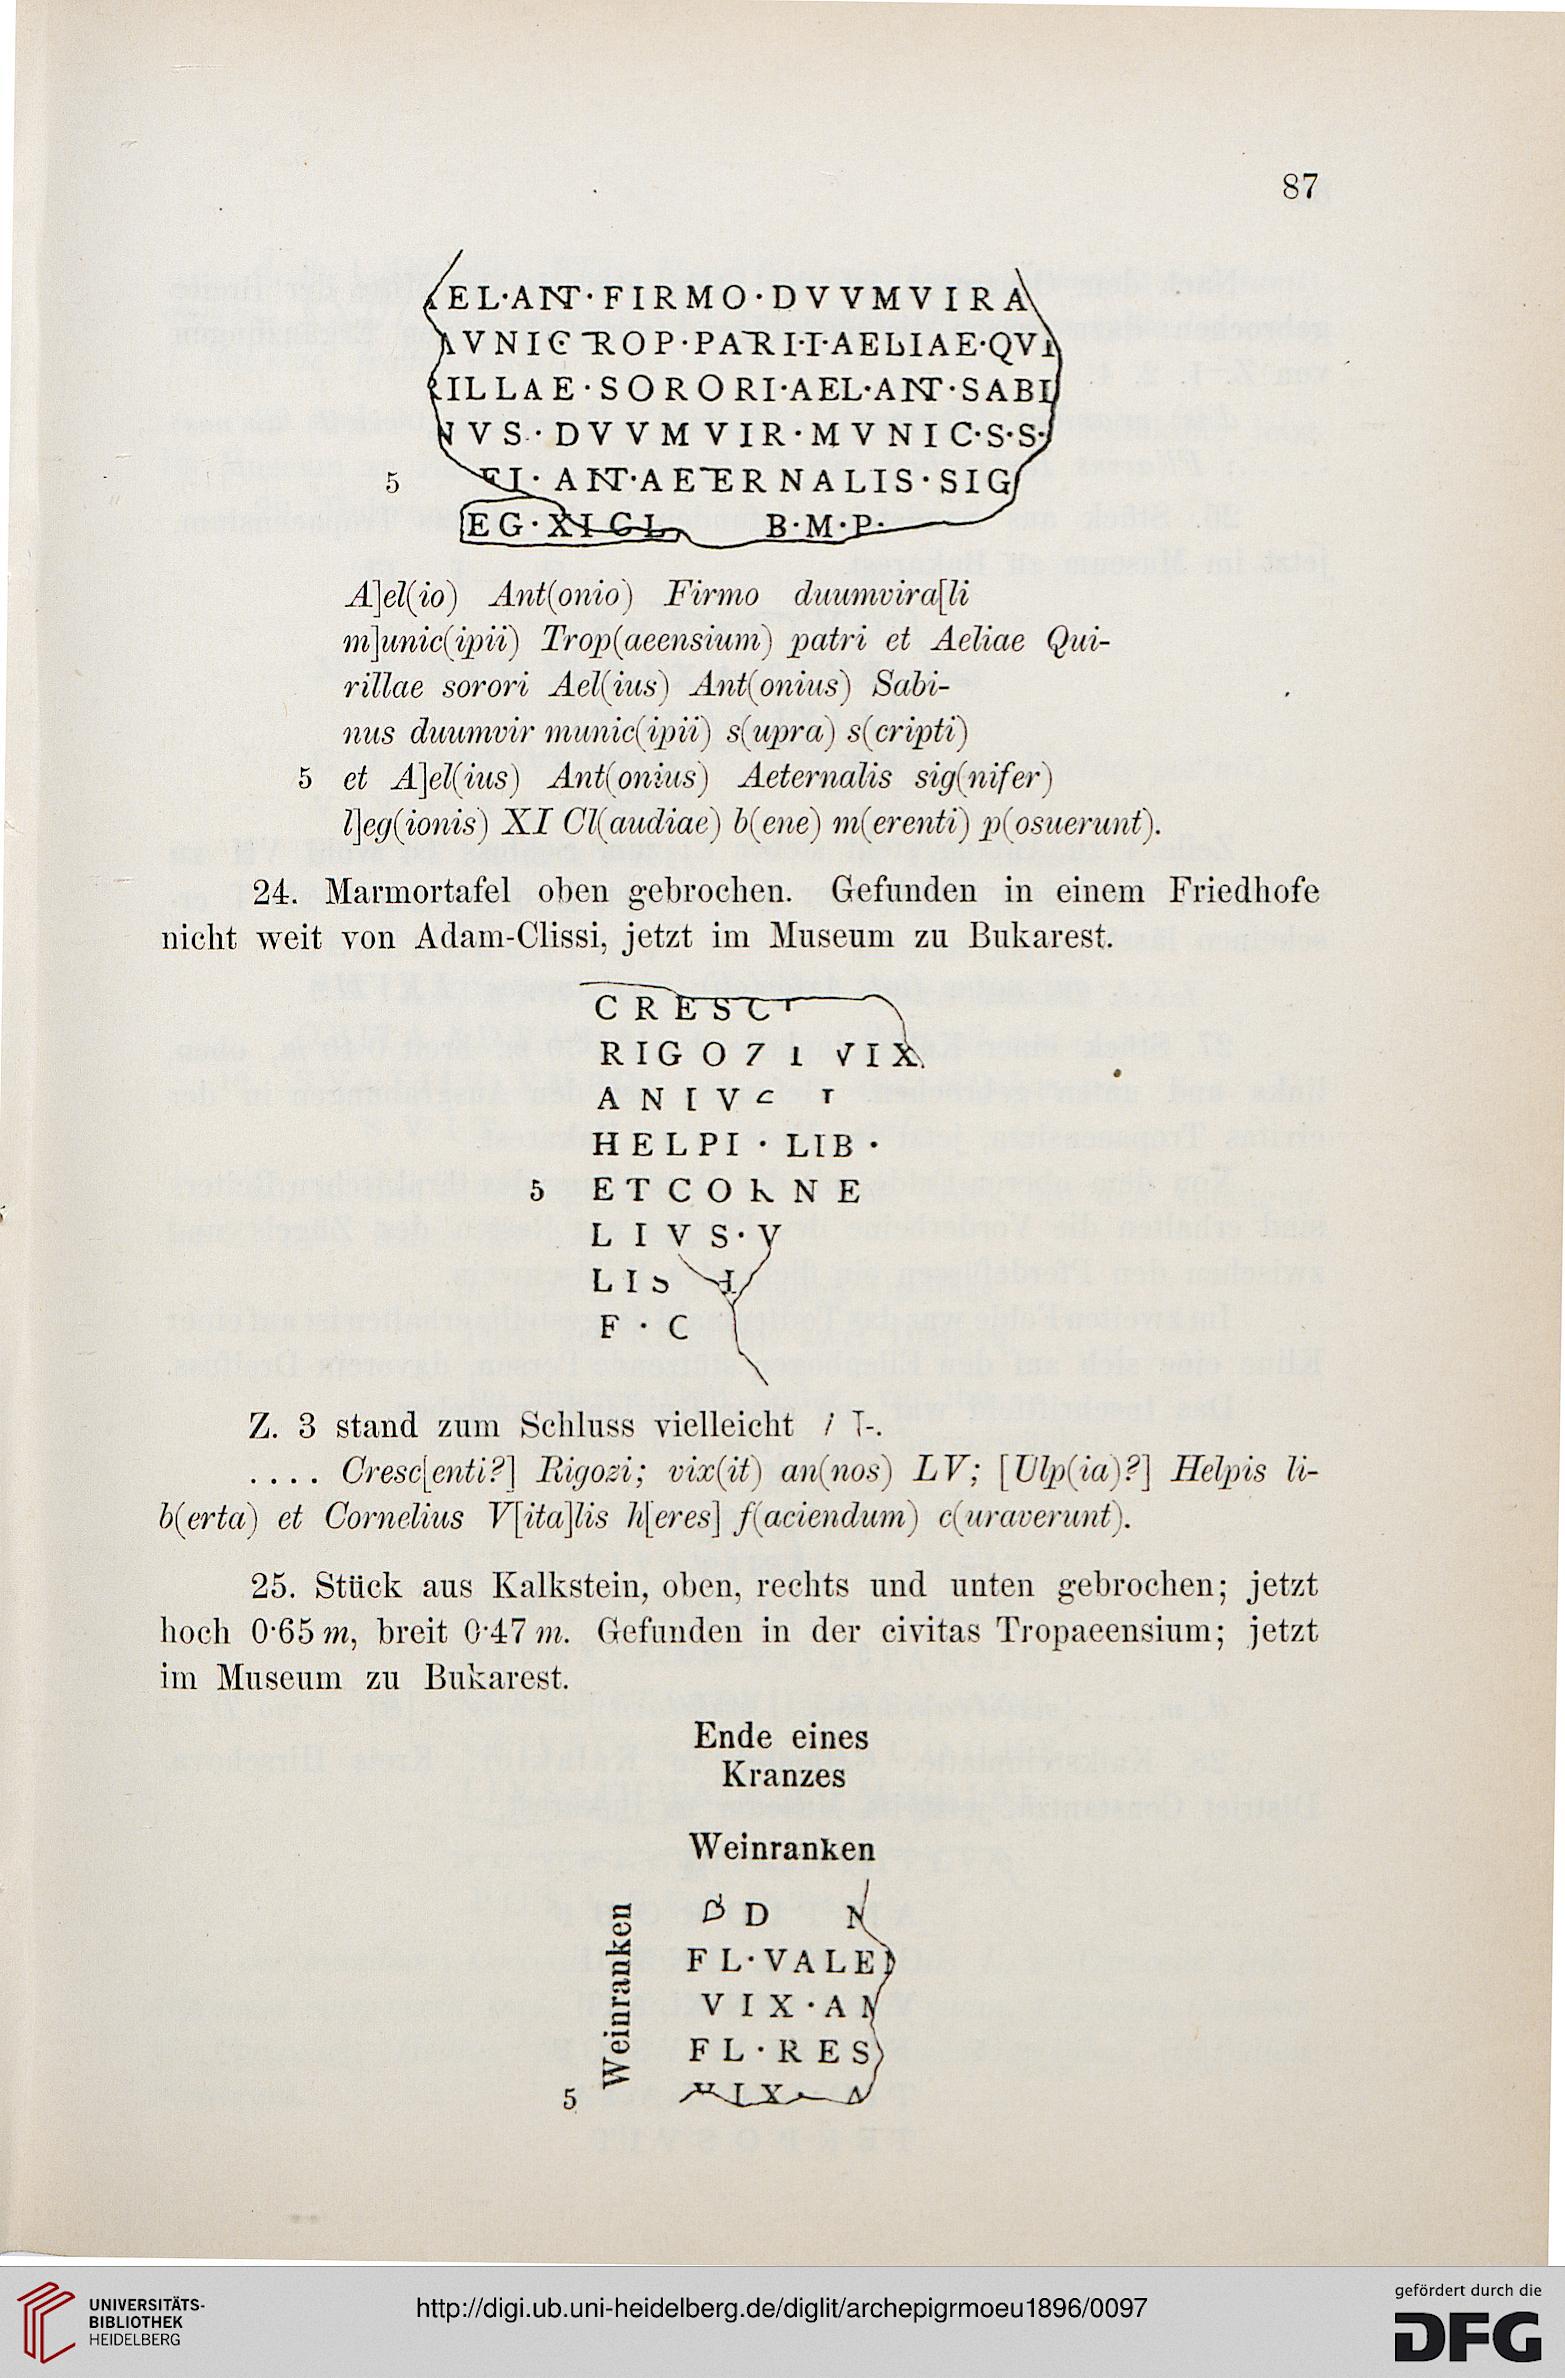 87
EL·ANT·FIRMO·DVVMVIRA
VNIC TROP·PATRI·T·AELIAE·QVI
RILLAE·SORORI·AEL·ANT·SABI
NVS·DVVMVIR·MVNIC·S·S·
5 EL·ANT·AETERNALIS·SIG
EG·XI CL B·M·P·
A]el(io) Ant(onio) Firmo duumvira[li
m]unic(ipii) Trop(aeensium) patri et Aeliae Qui-
rillae sorori Ael(ius) Ant(onius) Sabi-
nus duumvir munic(ipii) s(upra) s(cripti)
5 et A]el(ius) Ant(onius) Aeternalis sig(nifer)
l]eg(ionis) XI Cl(audiae) b(ene) m(erenti) p(osuerunt).
24. Marmortafel oben gebrochen. Gefunden in einem Friedhofe
nicht weit von Adam-Clissi, jetzt im Museum zu Bukarest.
CRESC
RIGOZI VIX
ANIV
HELPI · LIB ·
5 ETCORNE
LIVS·V
LIS
F · C
Z. 3 stand zum Schluss vielleicht
.... Cresc[enti?] Rigozi; vix(it) an(nos) LV; [Ulp(ia)?] Helpis li-
b(erta) et Cornelius V[ita]lis h[eres] f(aciendum) c(uraverunt).
25. Stück aus Kalkstein, oben, rechts und unten gebrochen; jetzt
hoch 0·65 m, breit 0·47 m. Gefunden in der civitas Tropaeensium; jetzt
im Museum zu Bukarest.
Ende eines
Kranzes
Weinranken
Weinranken
D N
FL·VALE
VIX·AN
FL·RES
5 VIX A
UNIVERSITÄTS-
BIBLIOTHEK
HEIDELBERG
http://digi.ub.uni-heidelberg.de/diglit/archepigrmoeu1896/0097
gefördert durch die
DFG